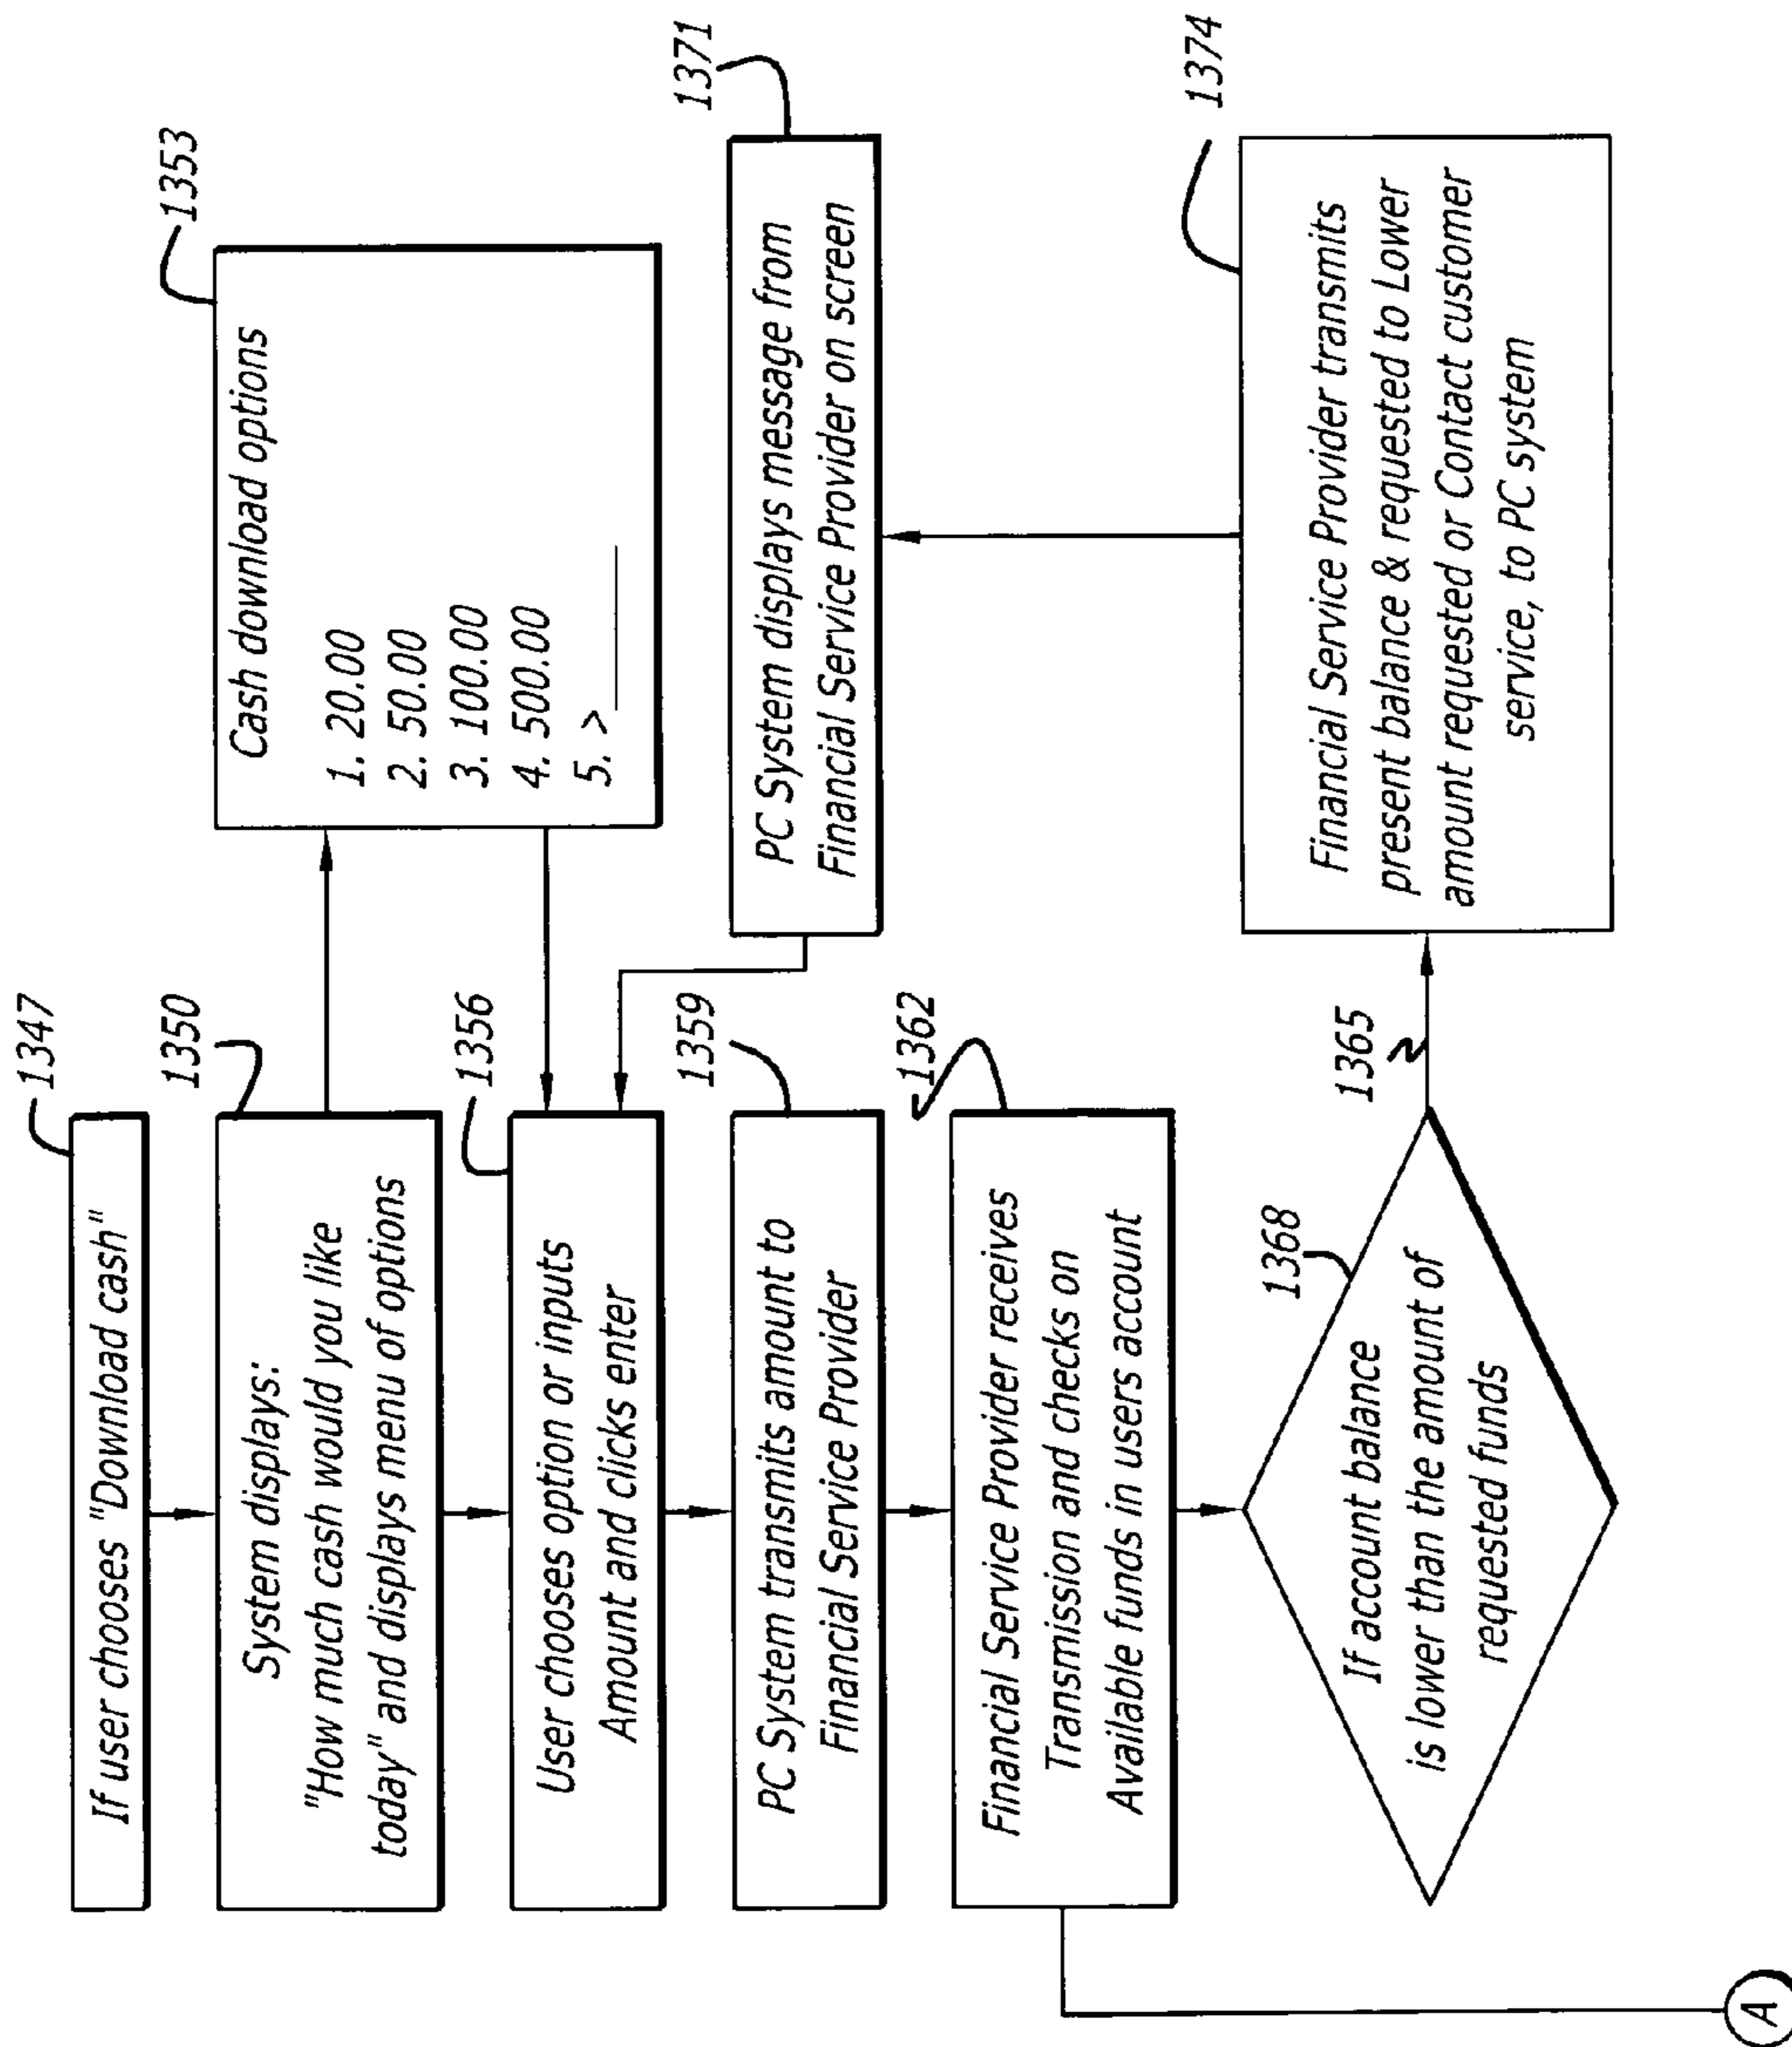 1347
If user chooses "Download cash"
1350
System displays:
"How much cash would you like
today" and displays menu of options
1353
Cash download options
1. 20.00
2. 50.00
3. 100.00
4. 500.00
5. >
1356
User chooses option or inputs
Amount and clicks enter
1359
PC System transmits amount to
Financial Service Provider
1371
PC System displays message from
Financial Service Provider on screen
1362
Financial Service Provider receives
Transmission and checks on
Available funds in users account
1368
If account balance
is lower than the amount of
requested funds
1365
1374
Financial Service Provider transmits
present balance & requested to Lower
amount requested or Contact customer
service, to PC system
A